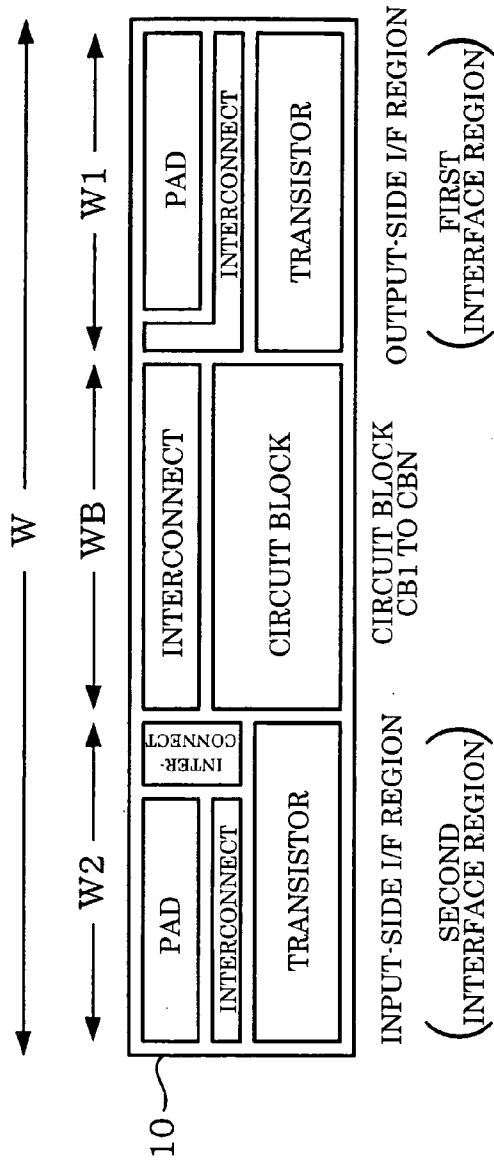 W
W2
WB
W1
10
PAD
INTERCONNECT
TRANSISTOR
INTER-
CONNECT
INTERCONNECT
CIRCUIT BLOCK
PAD
INTERCONNECT
TRANSISTOR
INPUT-SIDE I/F REGION
SECOND
INTERFACE REGION
CIRCUIT BLOCK
CB1 TO CBN
OUTPUT-SIDE I/F REGION
FIRST
INTERFACE REGION